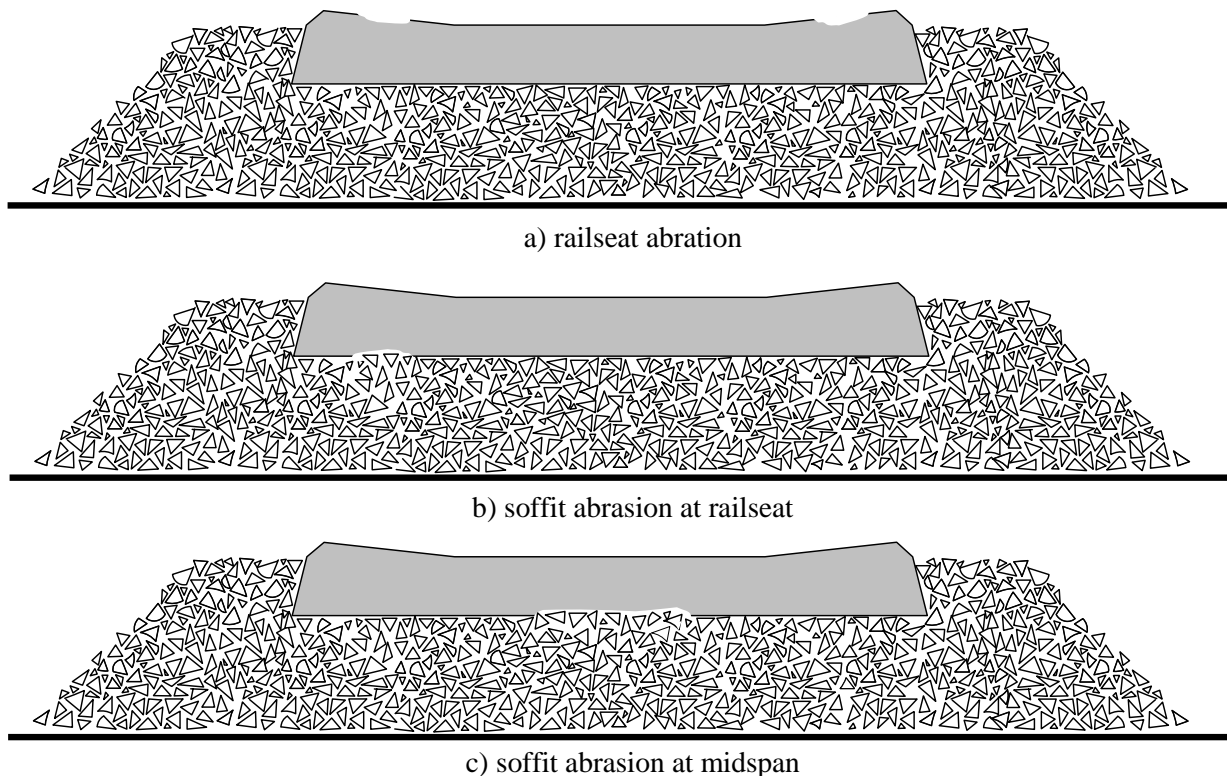 a) railseat abration
b) soffit abrasion at railseat
c) soffit abrasion at midspan